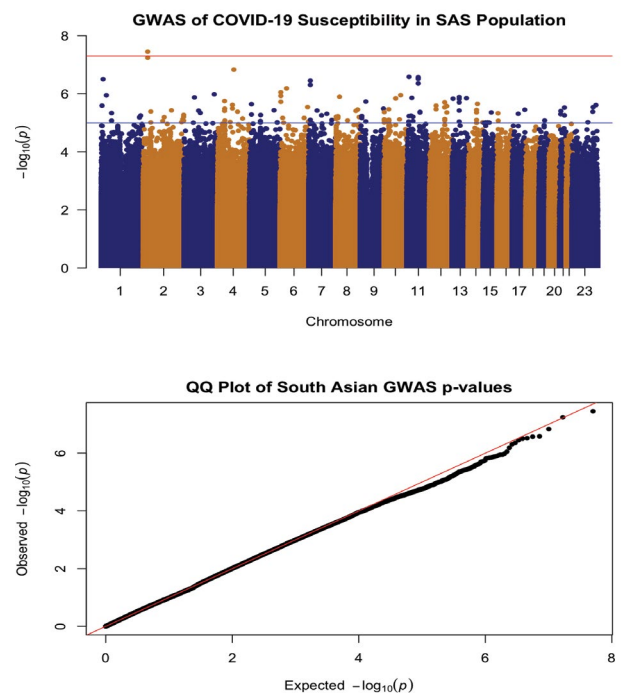 GWAS of COVID-19 Susceptibility in SAS Population
8
6
4
2
0
−log10(p)
1 2 3 4 5 6 7 8 9 11 13 15 17 20 23
Chromosome
QQ Plot of South Asian GWAS p-values
6
4
2
0
Observed −log10(p)
0 2 4 6 8
Expected −log10(p)